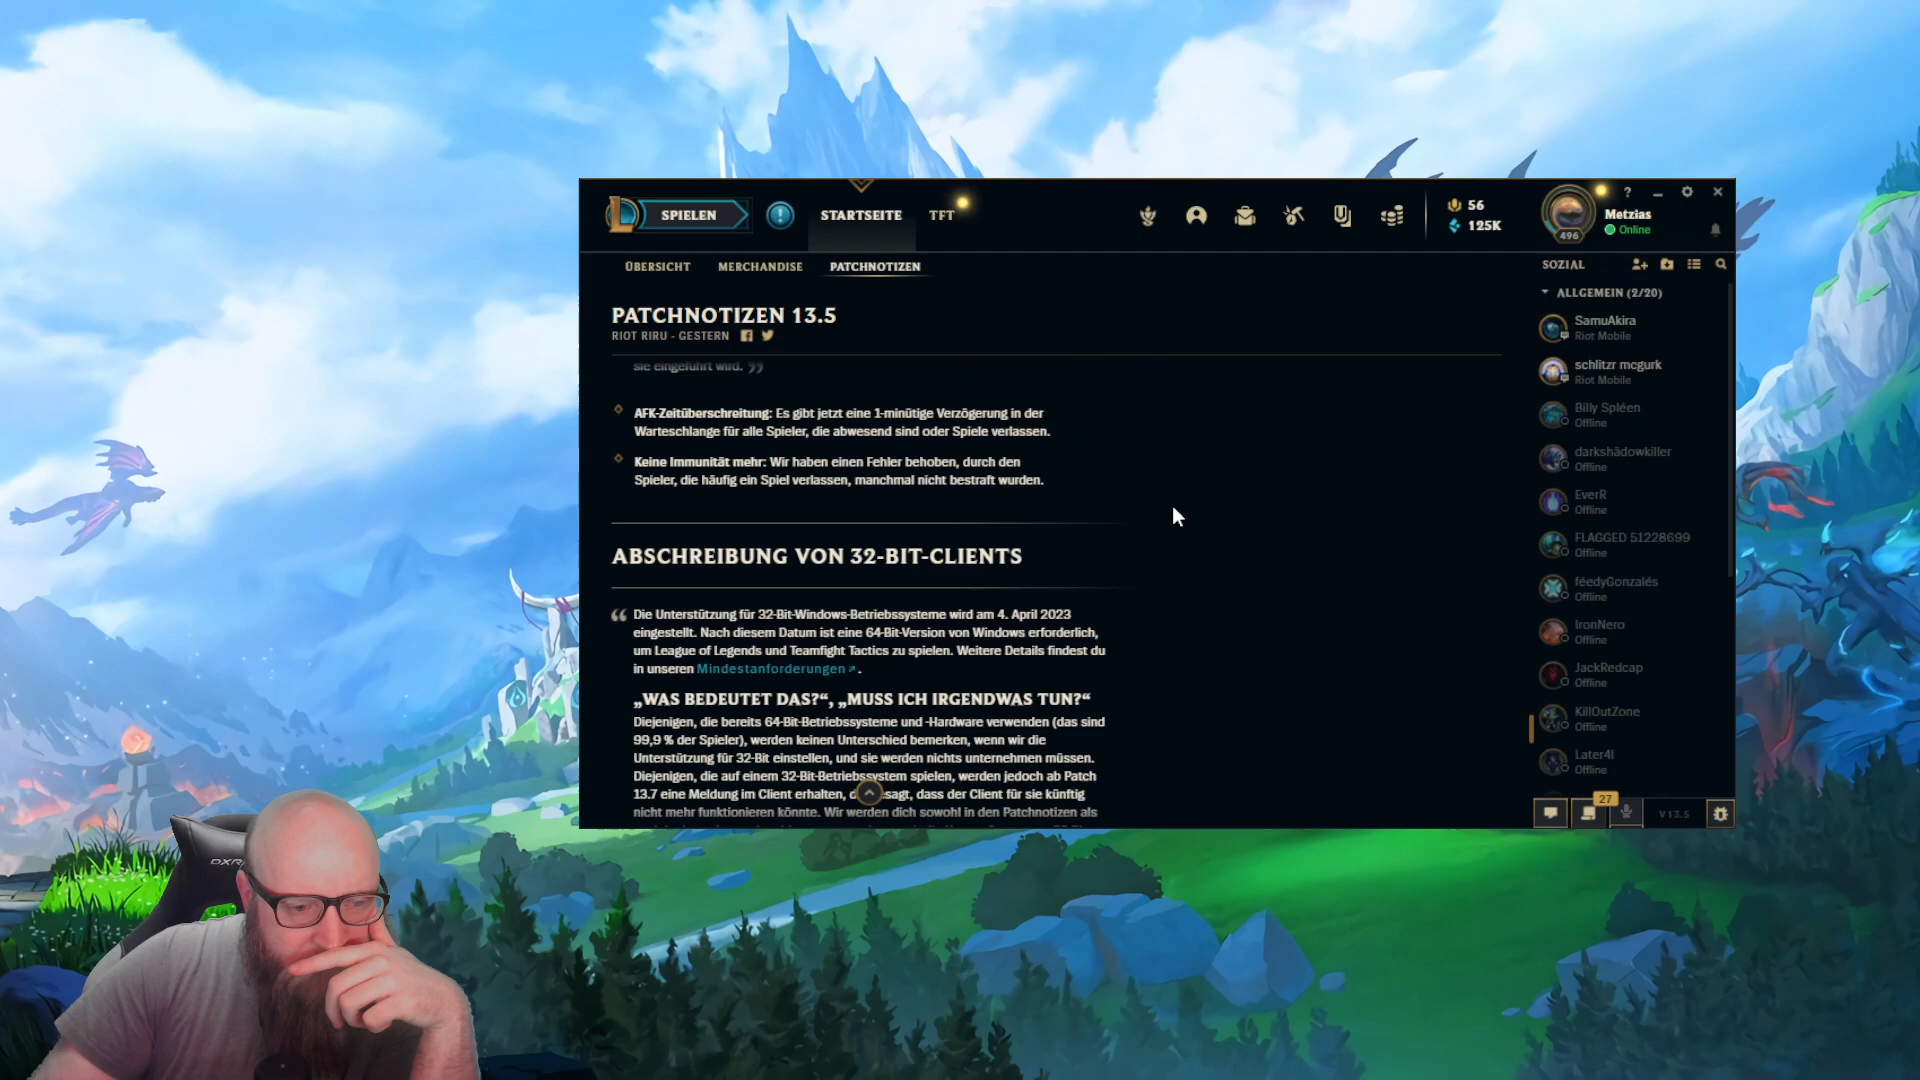 SPIELEN
STARTSEITE
TFT
56
125K
496
Metzias
Online
ÜBERSICHT
MERCHANDISE
PATCHNOTIZEN
PATCHNOTIZEN 13.5
RIOT RIRU - GESTERN
sie eingeführt wird.
AFK-Zeitüberschreitung: Es gibt jetzt eine 1-minütige Verzögerung in der
Warteschlange für alle Spieler, die abwesend sind oder Spiele verlassen.
Keine Immunität mehr: Wir haben einen Fehler behoben, durch den
Spieler, die häufig ein Spiel verlassen, manchmal nicht bestraft wurden.
ABSCHREIBUNG VON 32-BIT-CLIENTS
Die Unterstützung für 32-Bit-Windows-Betriebssysteme wird am 4. April 2023
eingestellt. Nach diesem Datum ist eine 64-Bit-Version von Windows erforderlich,
um League of Legends und Teamfight Tactics zu spielen. Weitere Details findest du
in unseren Mindestanforderungen.
„WAS BEDEUTET DAS?“, „MUSS ICH IRGENDWAS TUN?“
Diejenigen, die bereits 64-Bit-Betriebssysteme und -Hardware verwenden (das sind
99,9 % der Spieler), werden keinen Unterschied bemerken, wenn wir die
Unterstützung für 32-Bit einstellen, und sie werden nichts unternehmen müssen.
Diejenigen, die auf einem 32-Bit-Betriebssystem spielen, werden jedoch ab Patch
13.7 eine Meldung im Client erhalten, d sagt, dass der Client für sie künftig
nicht mehr funktionieren könnte. Wir werden dich sowohl in den Patchnotizen als
SOZIAL
ALLGEMEIN (2/20)
SamuAkira
Riot Mobile
schlitzr mcgurk
Riot Mobile
Billy Spléen
Offline
darkshädowkiller
Offline
EverR
Offline
FLAGGED 51228699
Offline
féedyGonzalés
Offline
IronNero
Offline
JackRedcap
Offline
KillOutZone
Offline
Later4l
Offline
27
V13.5
DXR